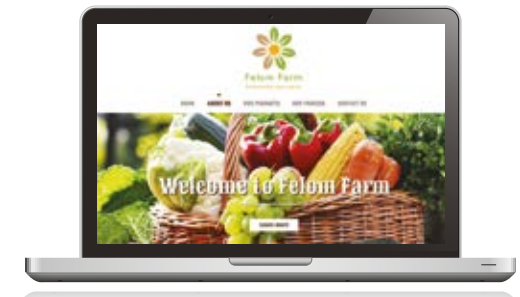 Felom Farm
HOME ABOUT US OUR PRODUCTS OUR PROCESS CONTACT US
Welcome to Felom Farm
LEARN MORE